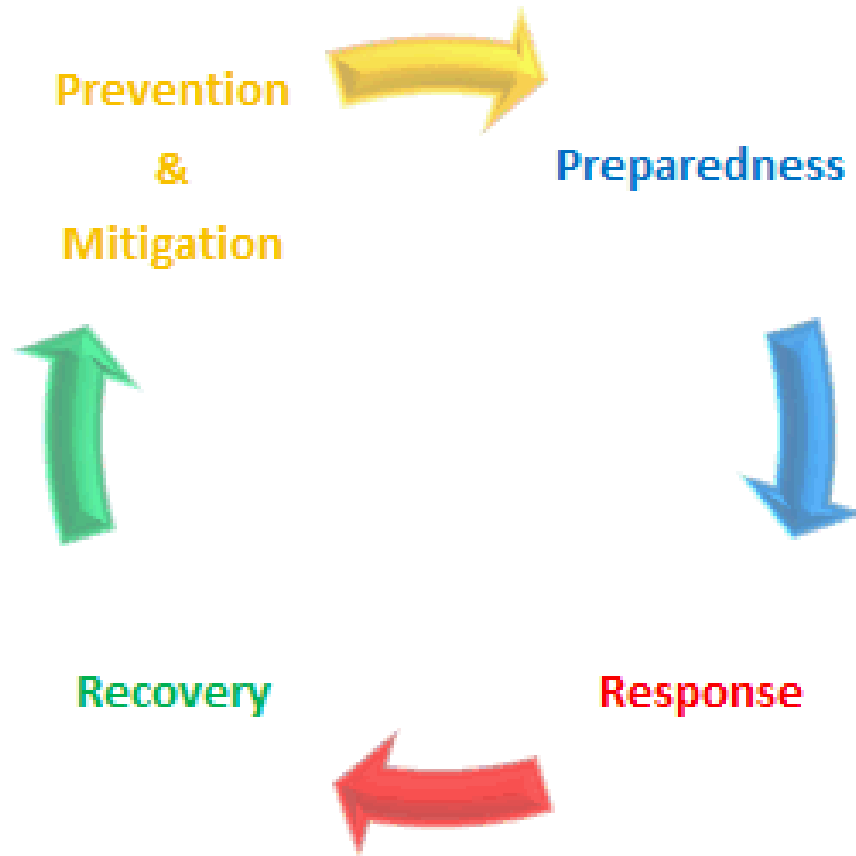 Prevention
&
Mitigation
Preparedness
Recovery
Response